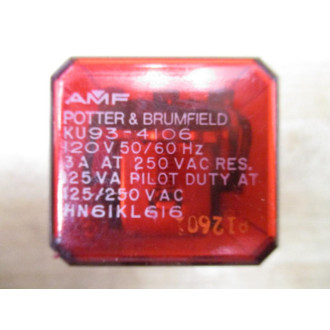 AMF
POTTER & BRUMFIELD
KU93-4106
120V 50/60 Hz
3A AT 250 VAC RES.
125VA PILOT DUTY AT
125/250 VAC
HN61KL616